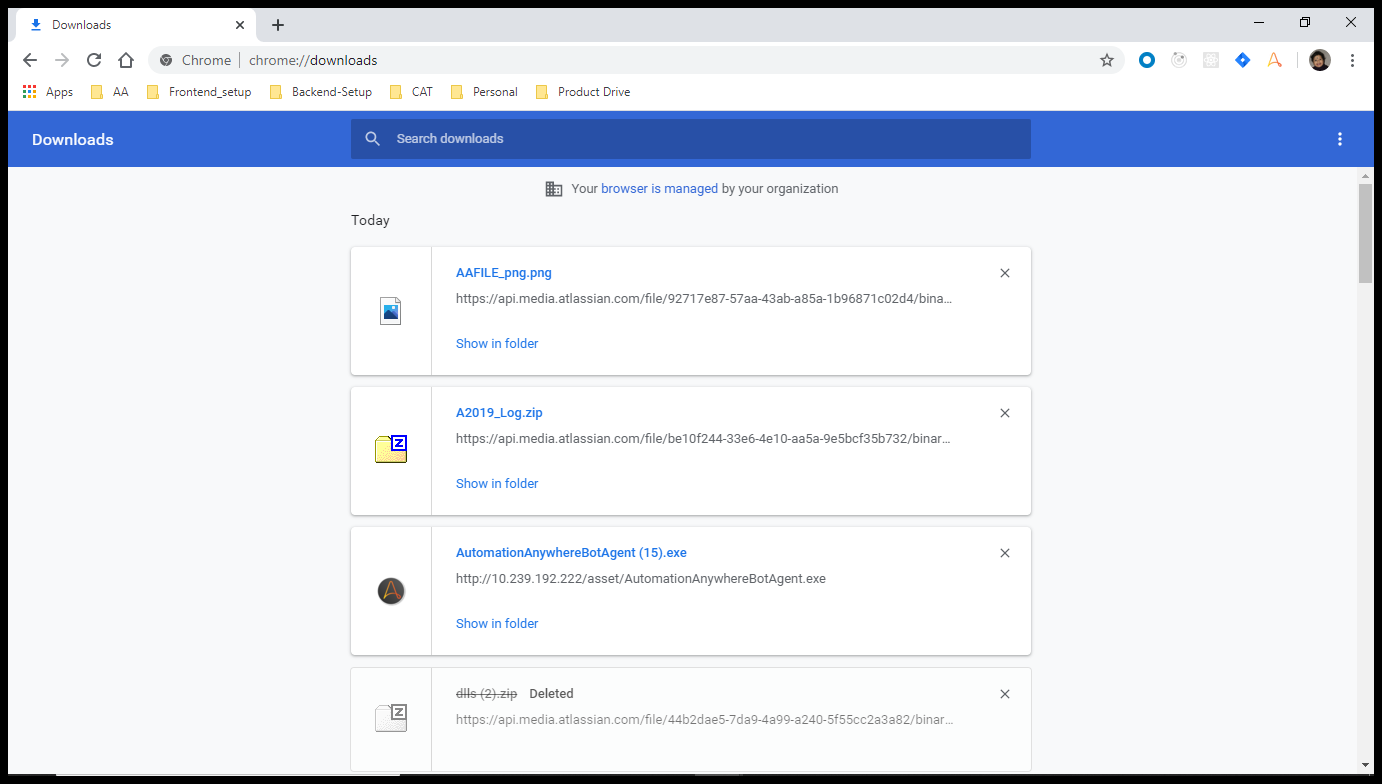 Downloads
Chrome chrome://downloads
Apps AA Frontend_setup Backend-Setup CAT Personal Product Drive
Downloads Search downloads
Your browser is managed by your organization
Today
AAFILE_png.png
https://api.media.atlassian.com/file/92717e87-57aa-43ab-a85a-1b96871c02d4/bina...
Show in folder
A2019_Log.zip
https://api.media.atlassian.com/file/be10f244-33e6-4e10-aa5a-9e5bcf35b732/binar...
Show in folder
AutomationAnywhereBotAgent (15).exe
http://10.239.192.222/asset/AutomationAnywhereBotAgent.exe
Show in folder
dlls (2).zip Deleted
https://api.media.atlassian.com/file/44b2dae5-7da9-4a99-a240-5f55cc2a3a82/binar...